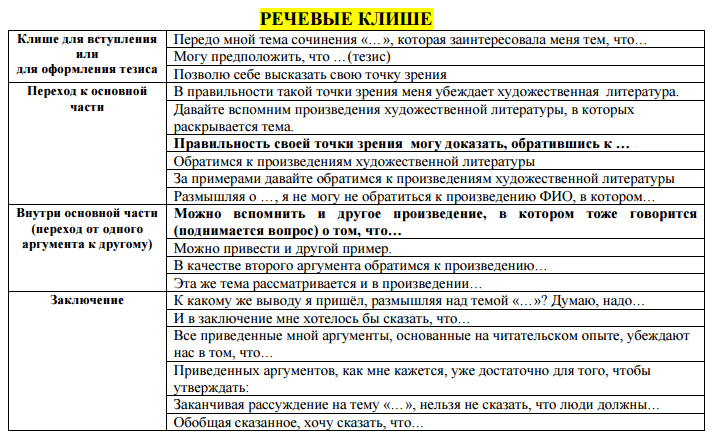 РЕЧЕВЫЕ КЛИШЕ
Клише для вступления
или
для оформления тезиса
Передо мной тема сочинения «…», которая заинтересовала меня тем, что…
Могу предположить, что …(тезис)
Позволю себе высказать свою точку зрения
Переход к основной
части
В правильности такой точки зрения меня убеждает художественная литература.
Давайте вспомним произведения художественной литературы, в которых
раскрывается тема.
Правильность своей точки зрения могу доказать, обратившись к …
Обратимся к произведениям художественной литературы
За примерами давайте обратимся к произведениям художественной литературы
Размышляя о …, я не могу не обратиться к произведению ФИО, в котором…
Внутри основной части
(переход от одного
аргумента к другому)
Можно вспомнить и другое произведение, в котором тоже говорится
(поднимается вопрос) о том, что…
Можно привести и другой пример.
В качестве второго аргумента обратимся к произведению…
Эта же тема рассматривается и в произведении…
Заключение
К какому же выводу я пришёл, размышляя над темой «…»? Думаю, надо…
И в заключение мне хотелось бы сказать, что…
Все приведенные мной аргументы, основанные на читательском опыте, убеждают
нас в том, что…
Приведенных аргументов, как мне кажется, уже достаточно для того, чтобы
утверждать:
Заканчивая рассуждение на тему «…», нельзя не сказать, что люди должны…
Обобщая сказанное, хочу сказать, что…